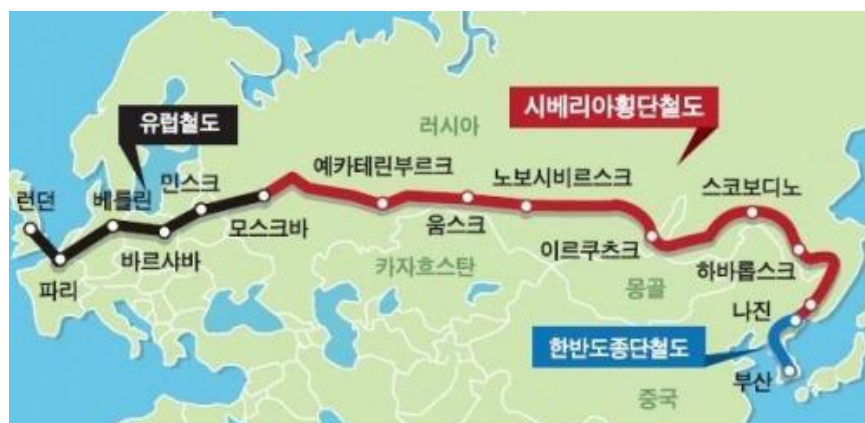 시베리아횡단철도
유럽철도
러시아
예카테린부르크
노보시비르스크
스코보디노
런던
베를린
민스크
모스크바
움스크
이르쿠츠크
바르샤바
파리
카자흐스탄
몽골
하바롭스크
나진
한반도종단철도
부산
중국